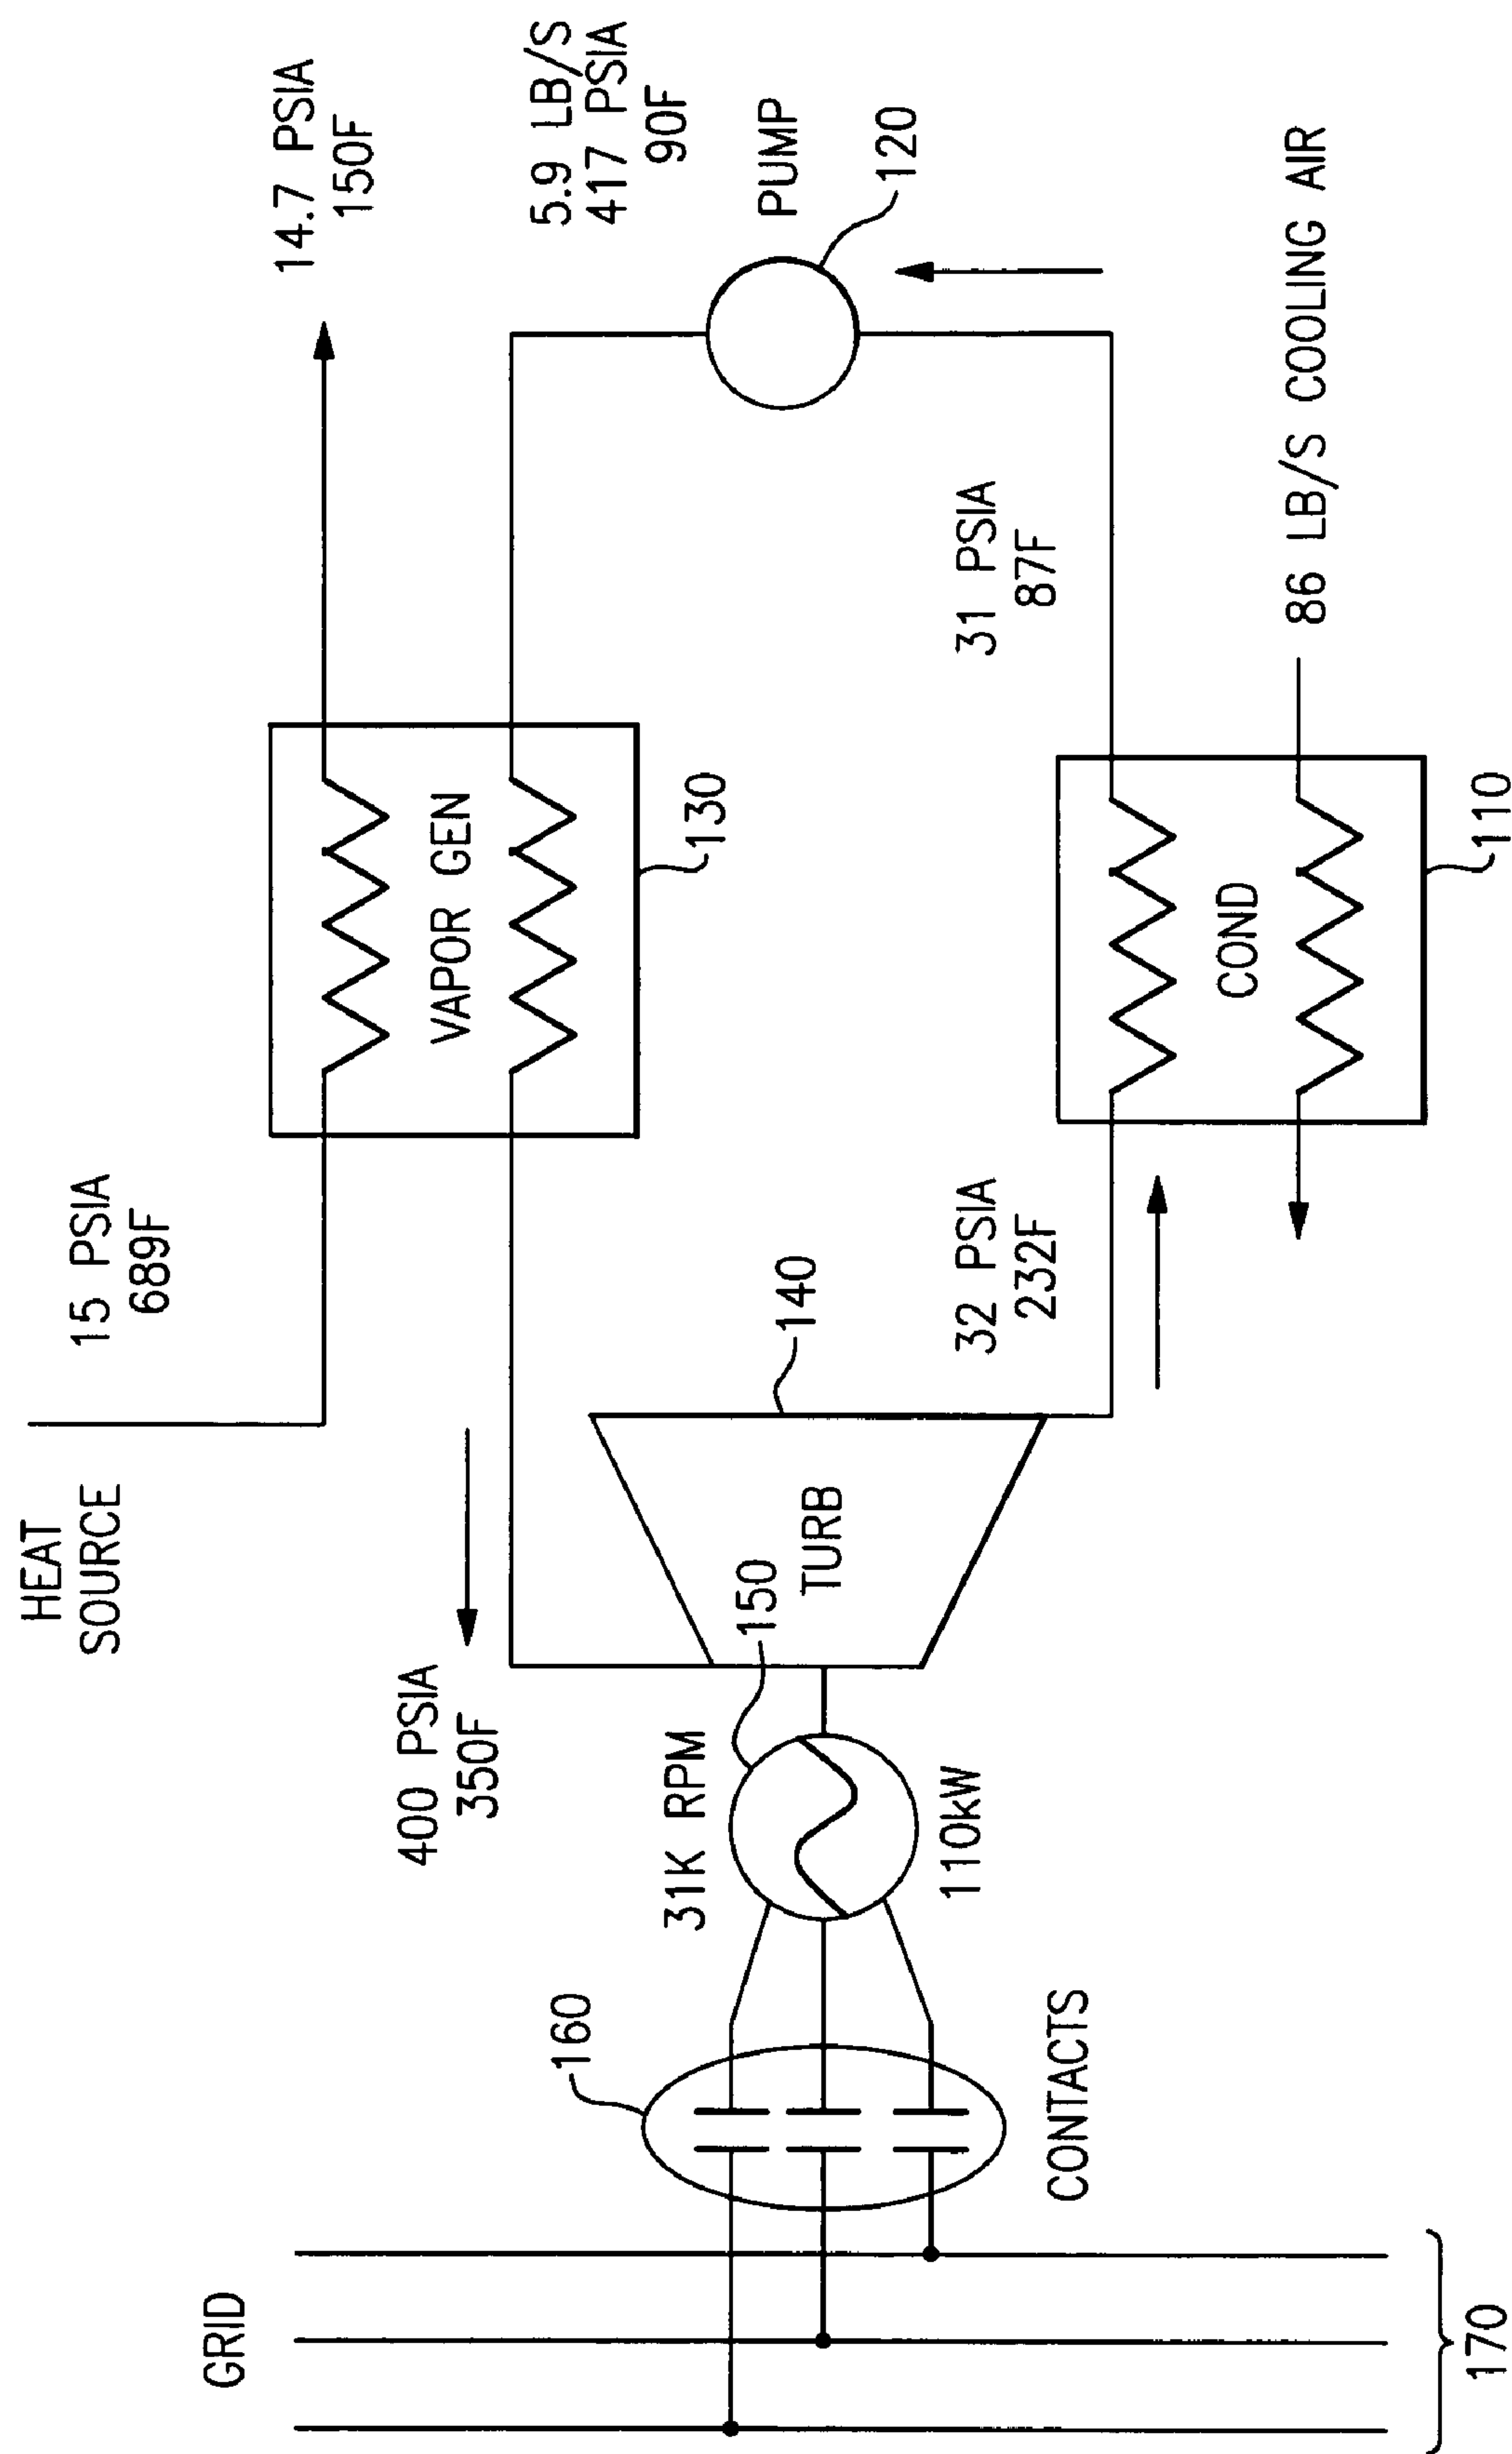 HEAT
SOURCE
15 PSIA
689F
14.7 PSIA
150F
VAPOR GEN
130
5.9 LB/S
417 PSIA
90F
PUMP
120
400 PSIA
350F
GRID
160
31K RPM
150
TURB
140
110kW
CONTACTS
32 PSIA
232F
31 PSIA
87F
COND
110
86 LB/S COOLING AIR
170